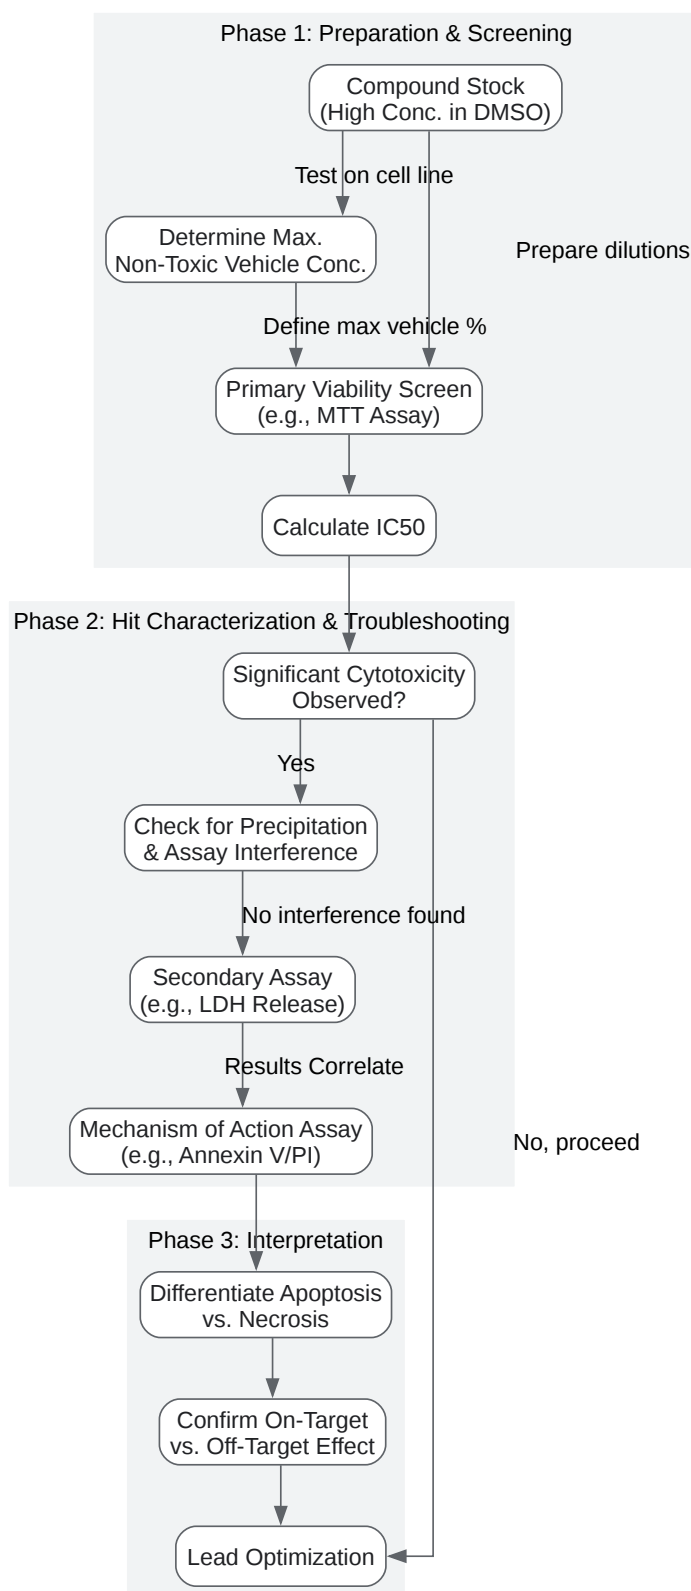 Phase 1: Preparation & Screening
Compound Stock
(High Conc. in DMSO)
Test on cell line
Determine Max.
Non-Toxic Vehicle Conc.
Prepare dilutions
Define max vehicle %
Primary Viability Screen
(e.g., MTT Assay)
Calculate IC50
Phase 2: Hit Characterization & Troubleshooting
Significant Cytotoxicity
Observed?
Yes
Check for Precipitation
& Assay Interference
No interference found
Secondary Assay
(e.g., LDH Release)
Results Correlate
Mechanism of Action Assay
(e.g., Annexin V/PI)
No, proceed
Phase 3: Interpretation
Differentiate Apoptosis
vs. Necrosis
Confirm On-Target
vs. Off-Target Effect
Lead Optimization